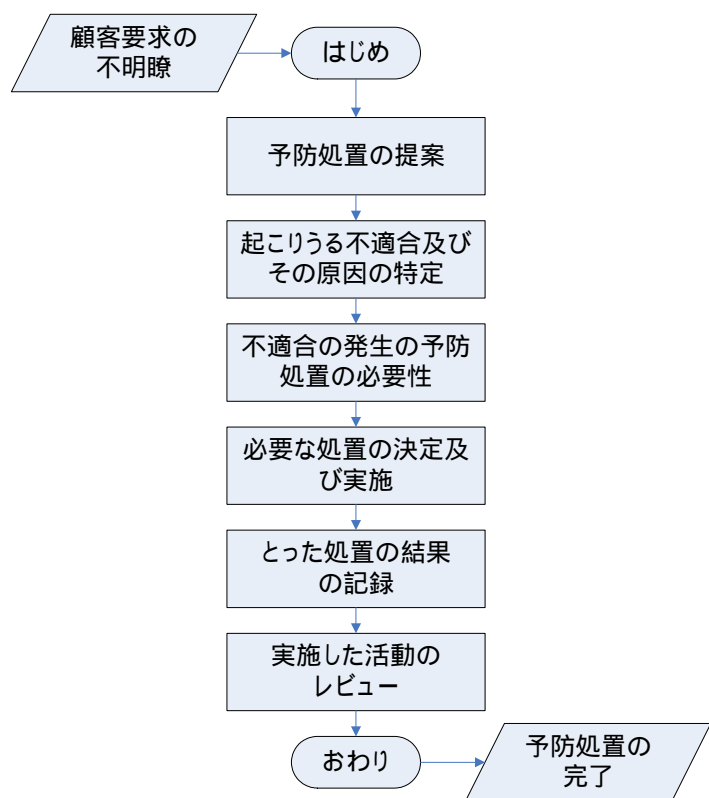 顧客要求の
不明瞭
はじめ
予防処置の提案
起こりうる不適合及び
その原因の特定
不適合の発生の予防
処置の必要性
必要な処置の決定及
び実施
とった処置の結果
の記録
実施した活動の
レビュー
おわり
予防処置の
完了